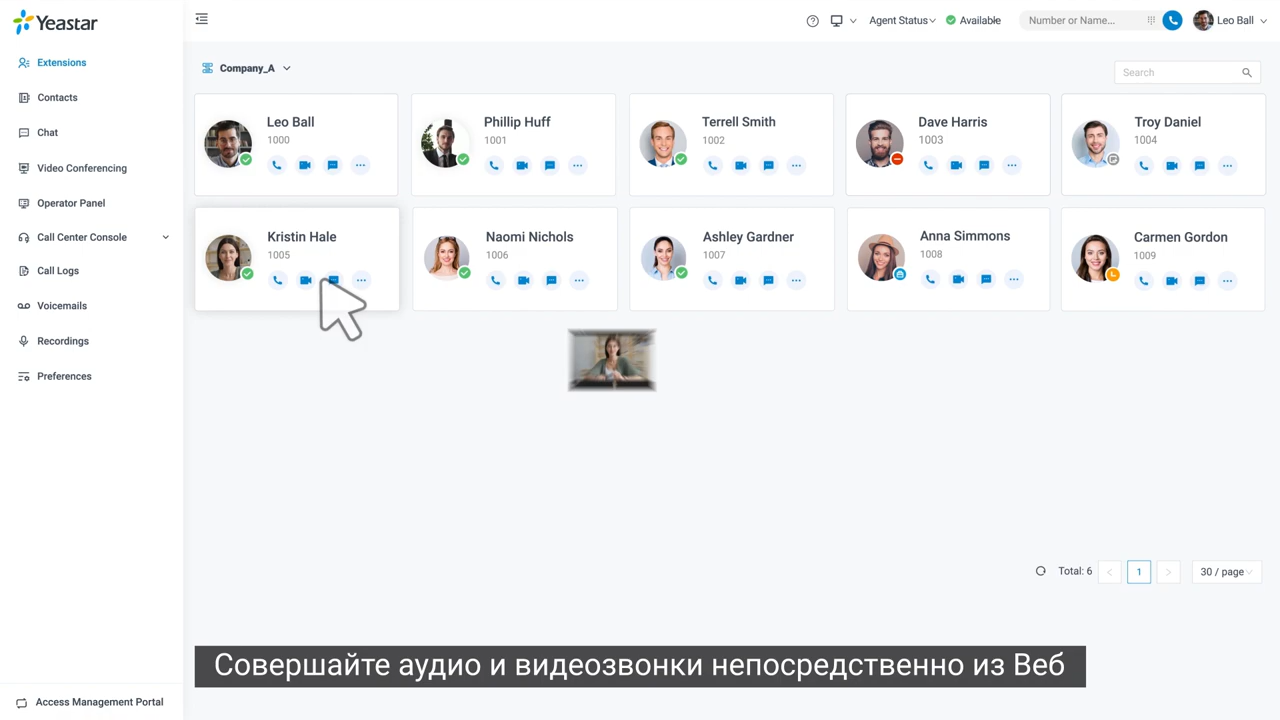 Yeastar
Agent Status
Available
Number or Name...
Leo Ball
Extensions
Contacts
Chat
Video Conferencing
Operator Panel
Call Center Console
Call Logs
Voicemails
Recordings
Preferences
Access Management Portal
Company_A
Search
Leo Ball
1000
Phillip Huff
1001
Terrell Smith
1002
Dave Harris
1003
Troy Daniel
1004
Kristin Hale
1005
Naomi Nichols
1006
Ashley Gardner
1007
Anna Simmons
1008
Carmen Gordon
1009
Total: 6
1
30 / page
Совершайте аудио и видеозвонки непосредственно из Веб